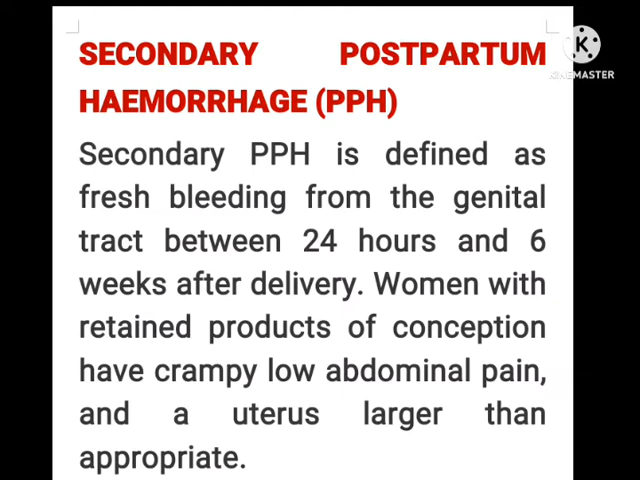 SECONDARY POSTPARTUM
HAEMORRHAGE (PPH)
Secondary PPH is defined as
fresh bleeding from the genital
tract between 24 hours and 6
weeks after delivery. Women with
retained products of conception
have crampy low abdominal pain,
and a uterus larger than
appropriate.
K
KINEMASTER